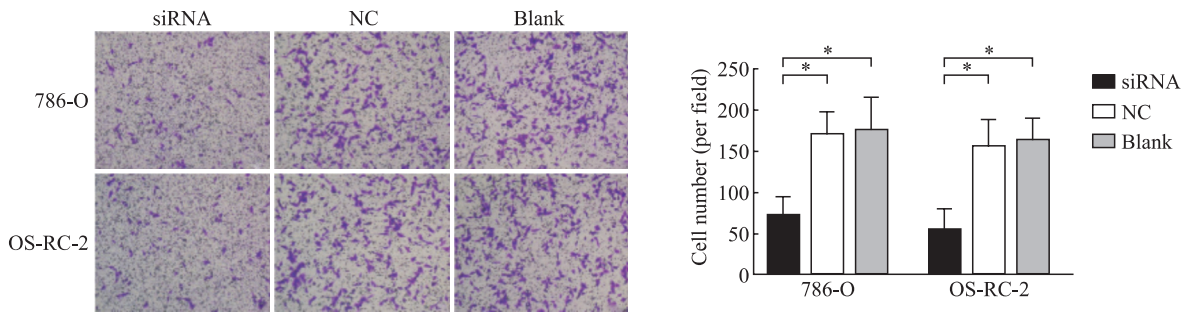 siRNA NC Blank
786-O
OS-RC-2
* *
* *
250
200
150
100
50
0
Cell number (per field)
786-O OS-RC-2
siRNA
NC
Blank